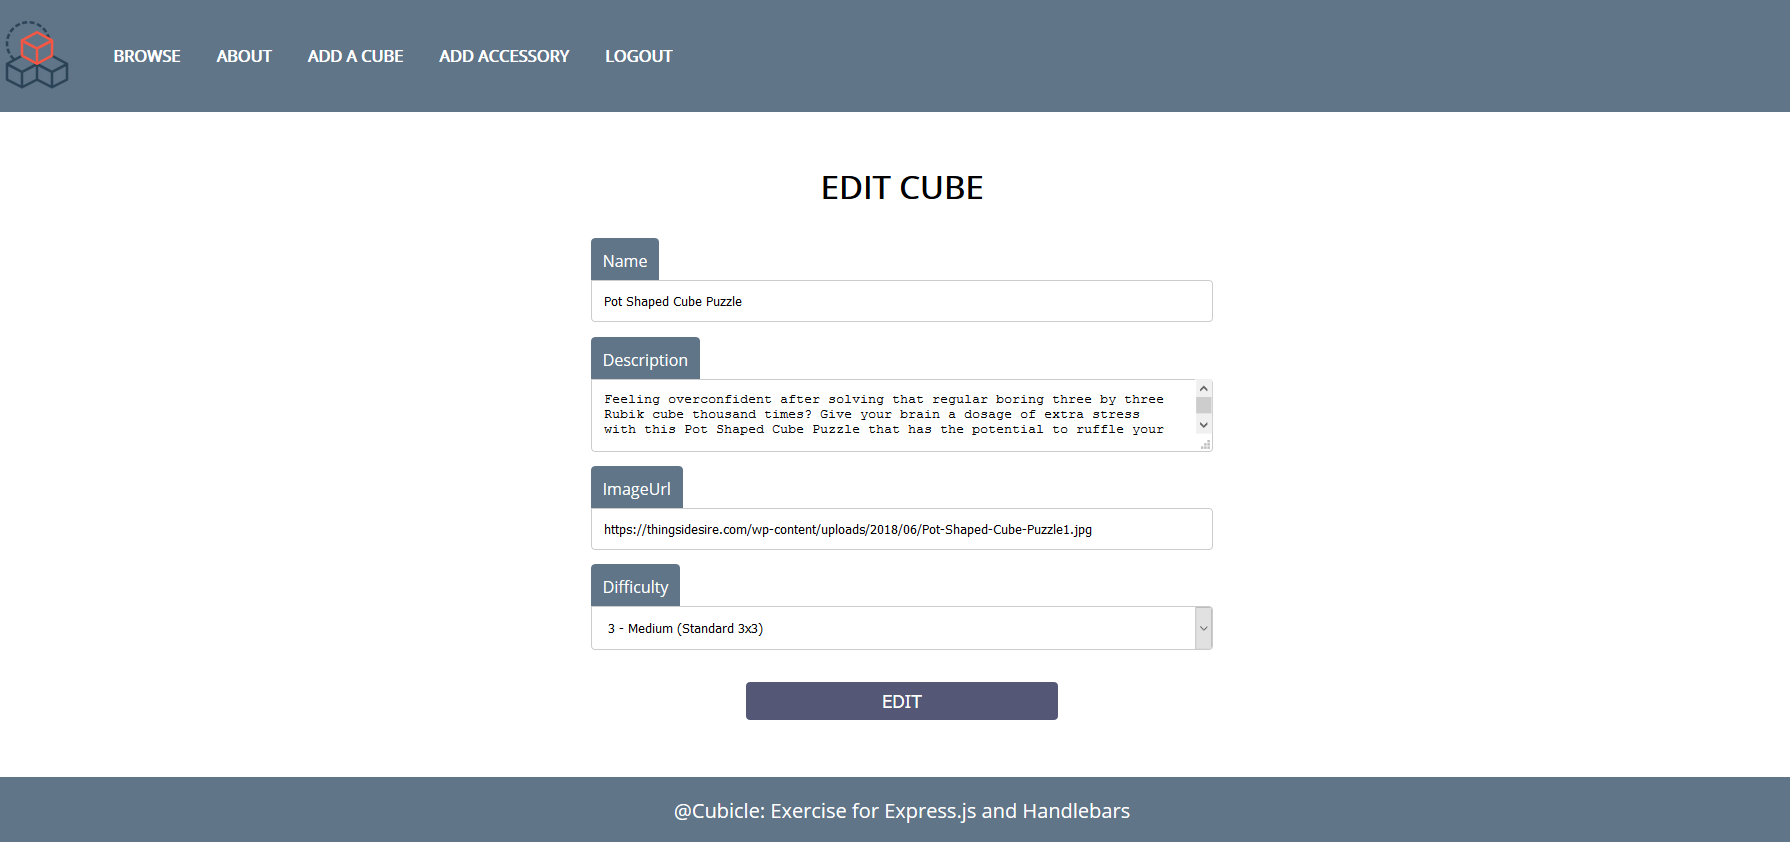 BROWSE ABOUT ADD A CUBE ADD ACCESSORY LOGOUT
EDIT CUBE
Name
Pot Shaped Cube Puzzle
Description
Feeling overconfident after solving that regular boring three by three
Rubik cube thousand times? Give your brain a dosage of extra stress
with this Pot Shaped Cube Puzzle that has the potential to ruffle your
ImageUrl
https://thingsidesire.com/wp-content/uploads/2018/06/Pot-Shaped-Cube-Puzzle1.jpg
Difficulty
3 - Medium (Standard 3x3)
EDIT
@Cubicle: Exercise for Express.js and Handlebars